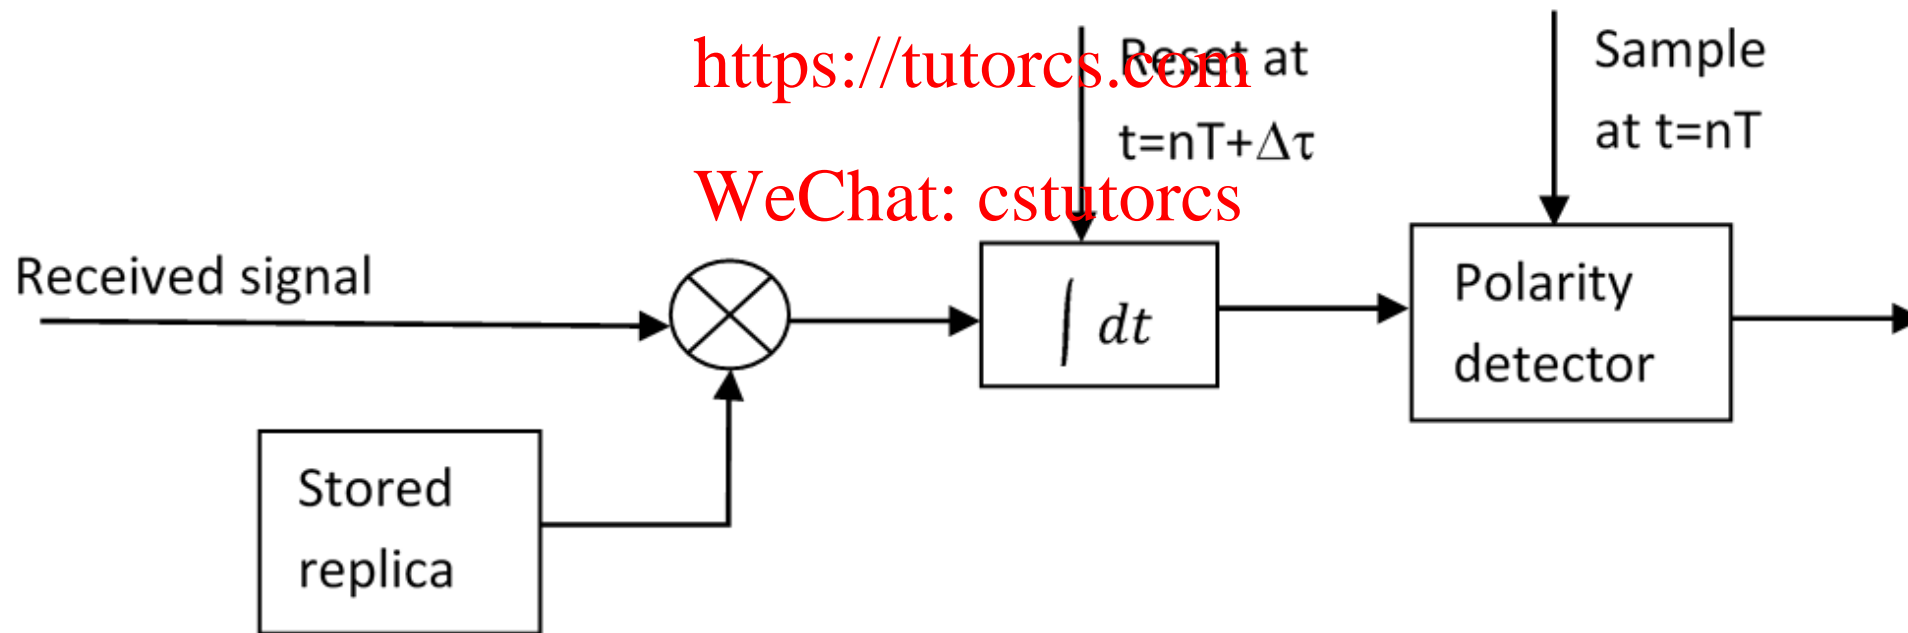 https://tutorcs.com
Reset at
t=nT+Δτ
WeChat: cstutorcs
Sample
at t=nT
Received signal
∫ dt
Polarity
detector
Stored
replica